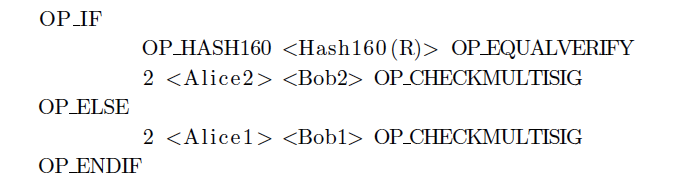 OP_IF
OP_HASH160 <Hash160(R)> OP_EQUALVERIFY
2 <Alice2> <Bob2> OP_CHECKMULTISIG
OP_ELSE
2 <Alice1> <Bob1> OP_CHECKMULTISIG
OP_ENDIF